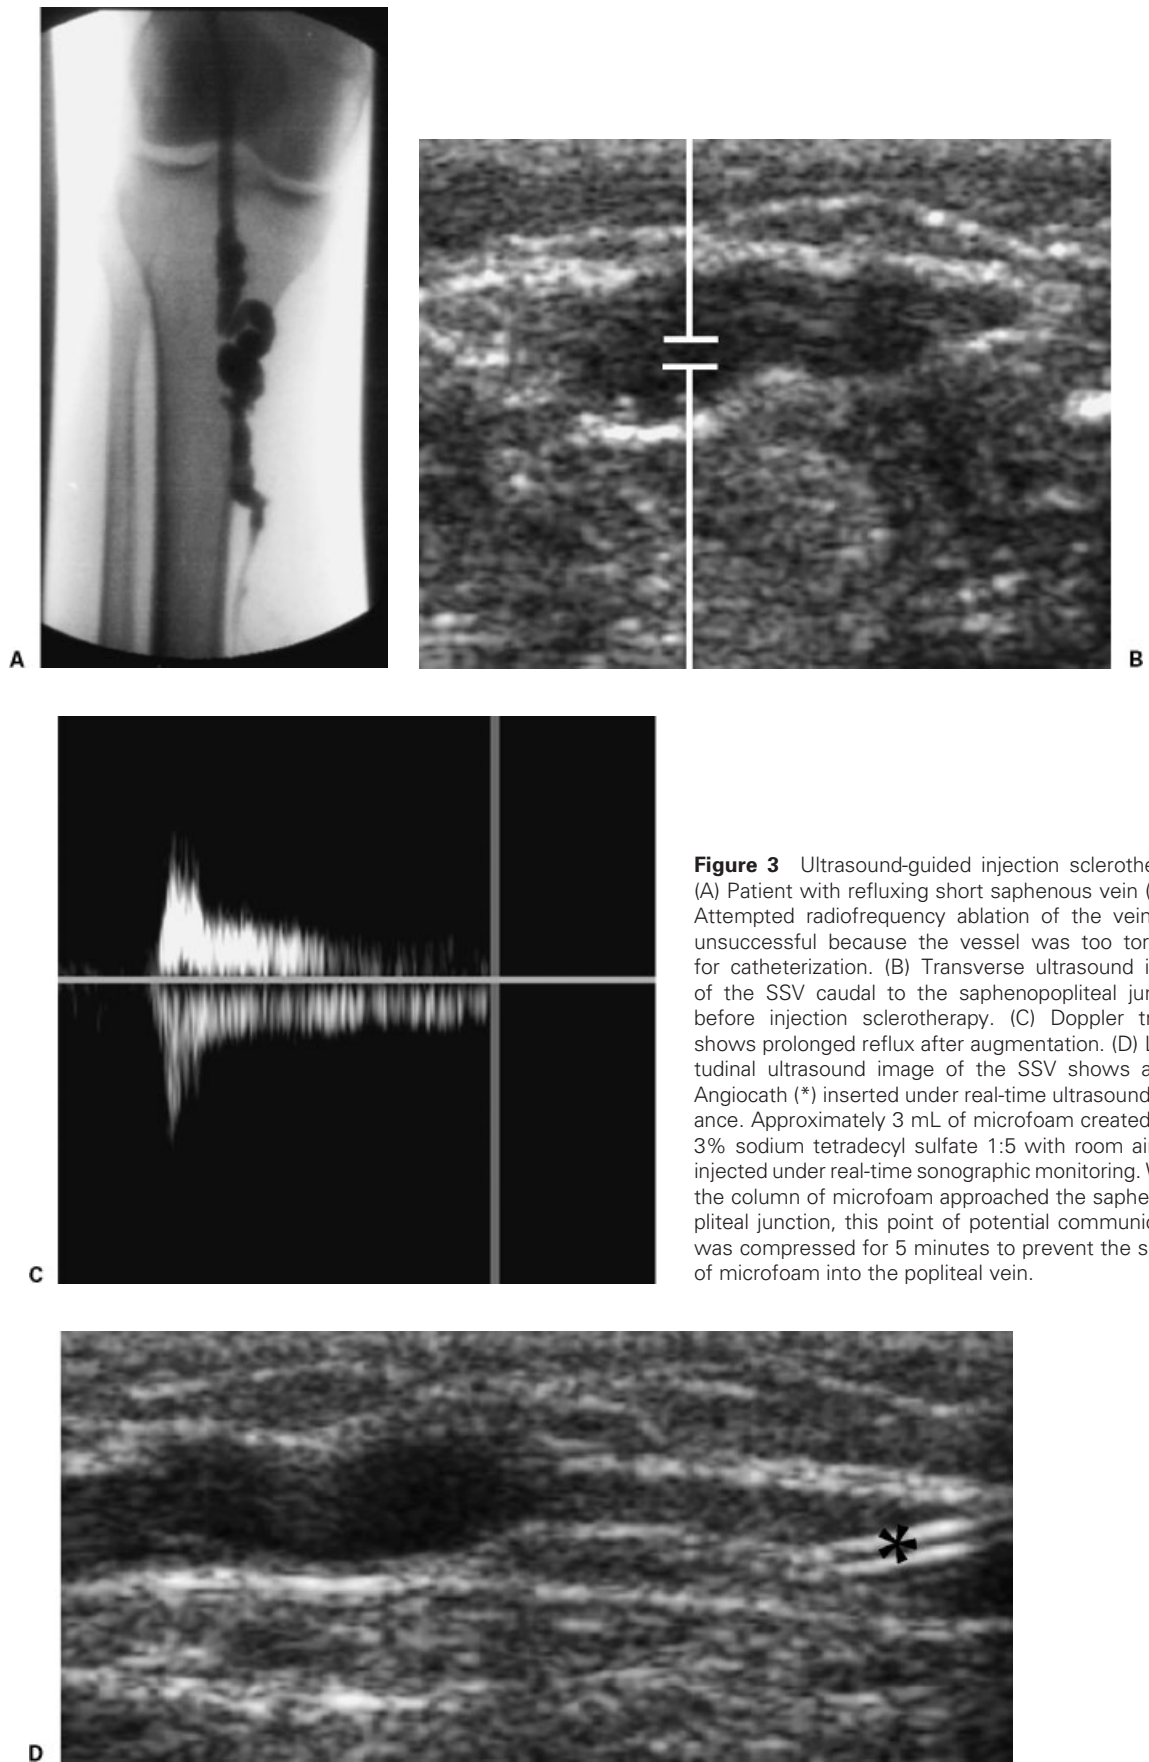 A
B
C
Figure 3 Ultrasound-guided injection sclerothe
(A) Patient with refluxing short saphenous vein (
Attempted radiofrequency ablation of the vein
unsuccessful because the vessel was too tor
for catheterization. (B) Transverse ultrasound i
of the SSV caudal to the saphenopopliteal jun
before injection sclerotherapy. (C) Doppler tr
shows prolonged reflux after augmentation. (D) L
tudinal ultrasound image of the SSV shows a
Angiocath (*) inserted under real-time ultrasound
ance. Approximately 3 mL of microfoam created
3% sodium tetradecyl sulfate 1:5 with room air
injected under real-time sonographic monitoring. W
the column of microfoam approached the saphe
pliteal junction, this point of potential communic
was compressed for 5 minutes to prevent the s
of microfoam into the popliteal vein.
*
D